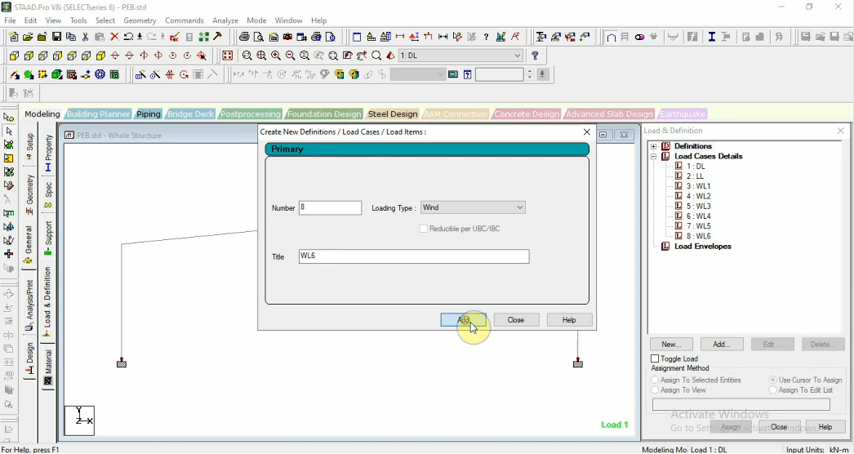 STAAD.Pro V8i (SELECTseries 6) - PEB.std
File Edit View Tools Select Geometry Commands Analyze Mode Window Help
1: DL
Modeling Building Planner Piping Bridge Deck Postprocessing Foundation Design Steel Design RAM Connection Concrete Design Advanced Slab Design Earthquake
Setup
Geometry
General
Analysis/Print
Design
Property
Spec
Support
Load & Definition
Material
PEB.std - Whole Structure
Create New Definitions / Load Cases / Load Items :
Primary
Number 8 Loading Type : Wind
Reducible per UBC/IBC
Title WL6
Add Close Help
Y
Z X
Load 1
Load & Definition
Definitions
Load Cases Details
1 : DL
2 : LL
3 : WL1
4 : WL2
5 : WL3
6 : WL4
7 : WL5
8 : WL6
Load Envelopes
New... Add... Edit... Delete...
Toggle Load
Assignment Method
Assign To Selected Entities Use Cursor To Assign
Assign To View Assign To Edit List
Activate Windows
Assign Close Help
For Help, press F1 Modeling Mo Load 1 : DL Input Units: kN-m